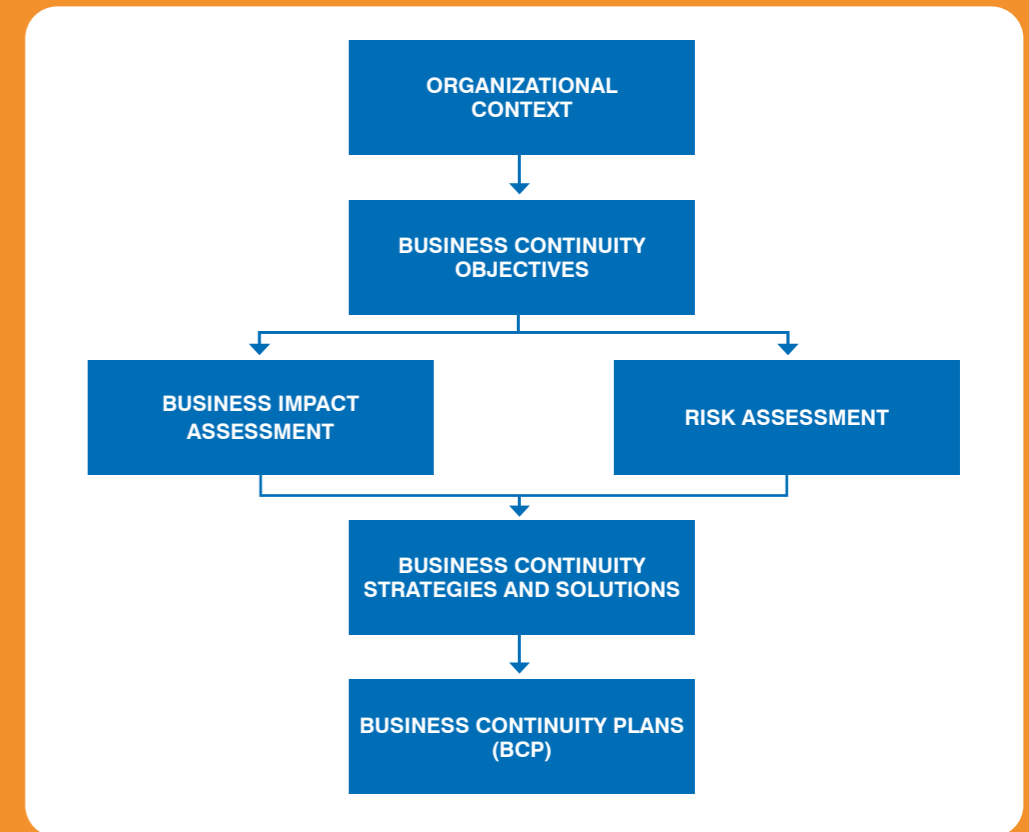 ORGANIZATIONAL
CONTEXT
BUSINESS CONTINUITY
OBJECTIVES
BUSINESS IMPACT
ASSESSMENT
RISK ASSESSMENT
BUSINESS CONTINUITY
STRATEGIES AND SOLUTIONS
BUSINESS CONTINUITY PLANS
(BCP)